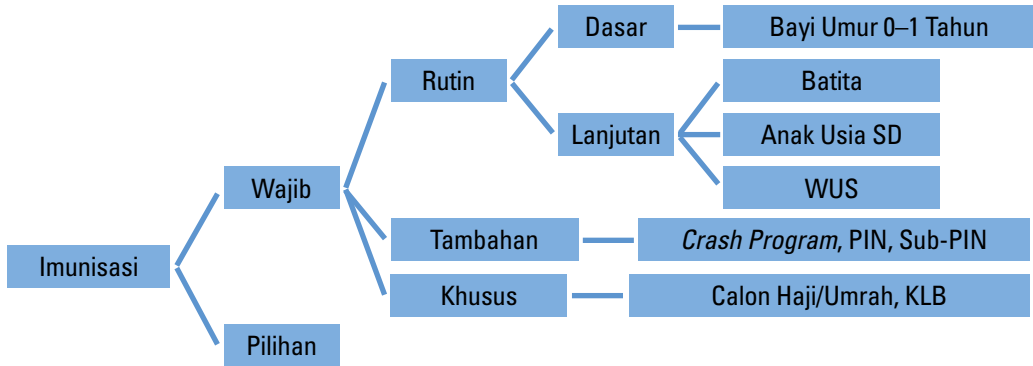 Dasar
Bayi Umur 0–1 Tahun
Rutin
Batita
Lanjutan
Anak Usia SD
Wajib
WUS
Tambahan
Crash Program, PIN, Sub-PIN
Imunisasi
Khusus
Calon Haji/Umrah, KLB
Pilihan